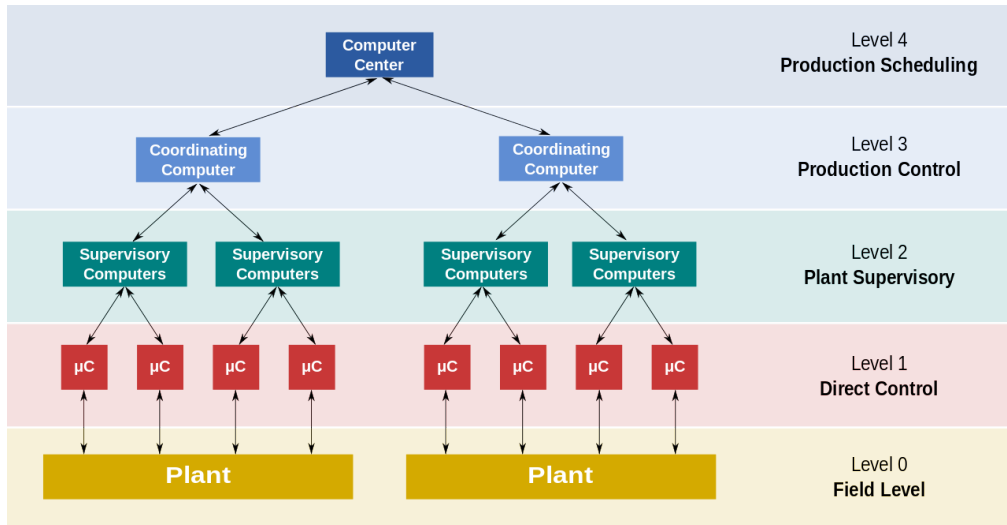 Computer
Center
Level 4
Production Scheduling
Coordinating
Computer
Coordinating
Computer
Level 3
Production Control
Supervisory
Computers
Supervisory
Computers
Supervisory
Computers
Supervisory
Computers
Level 2
Plant Supervisory
µC
µC
µC
µC
µC
µC
µC
µC
Level 1
Direct Control
Plant
Plant
Level 0
Field Level